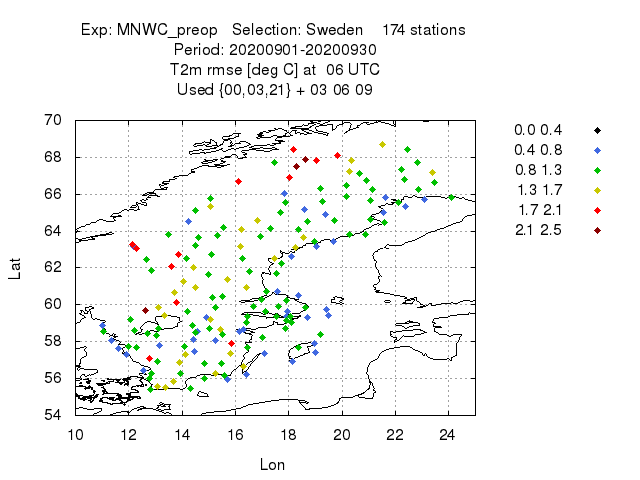 Exp: MNWC_preop Selection: Sweden 174 stations
Period: 20200901-20200930
T2m rmse [deg C] at 06 UTC
Used {00,03,21} + 03 06 09
70
68
66
64
62
60
58
56
54
10 12 14 16 18 20 22 24
Lat
Lon
0.0 0.4
0.4 0.8
0.8 1.3
1.3 1.7
1.7 2.1
2.1 2.5